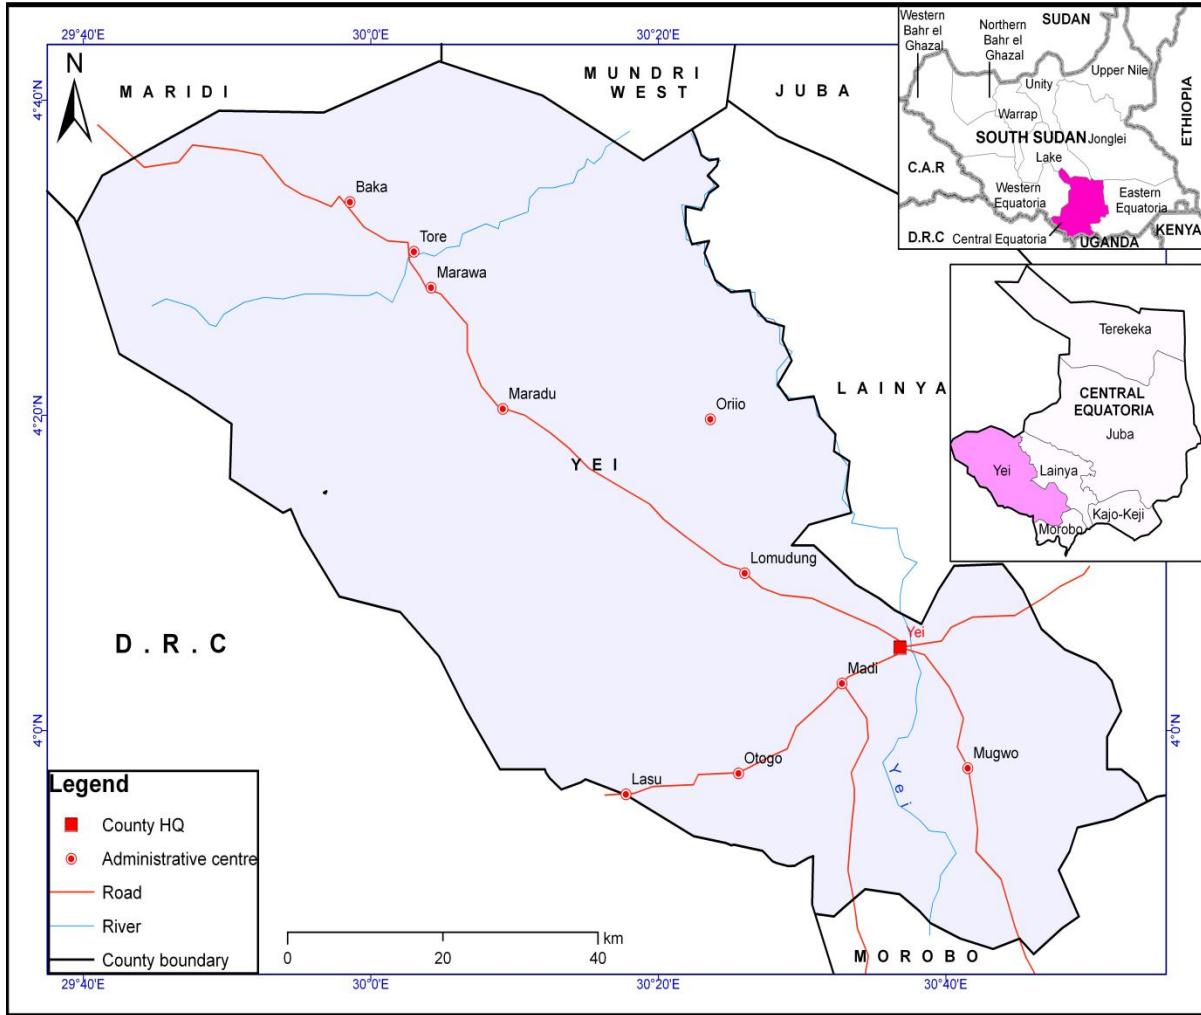 29°40'E
30°0'E
30°20'E
N
MARIDI
MUNDRI
WEST
JUBA
4°40'N
4°40'N
Baka
Tore
Marawa
LAINYA
4°20'N
Maradu
Oriio
YEI
Lomudung
D.R.C
Yei
Madi
4°0'N
4°0'N
Mugwo
Otogo
Lasu
Yei
MOROBO
Legend
County HQ
Administrative centre
Road
River
County boundary
km
0
20
40
29°40'E
30°0'E
30°20'E
30°40'E
Western
Bahr el
Ghazal
Northern
Bahr el
Ghazal
SUDAN
Upper Nile
Unity
ETHIOPIA
Warrap
SOUTH SUDAN
Jonglei
Lake
C.A.R
Western
Equatoria
Eastern
Equatoria
KENYA
D.R.C
Central Equatoria
UGANDA
Terekeka
CENTRAL
EQUATORIA
Juba
Yei
Lainya
Kajo-Keji
Morobo